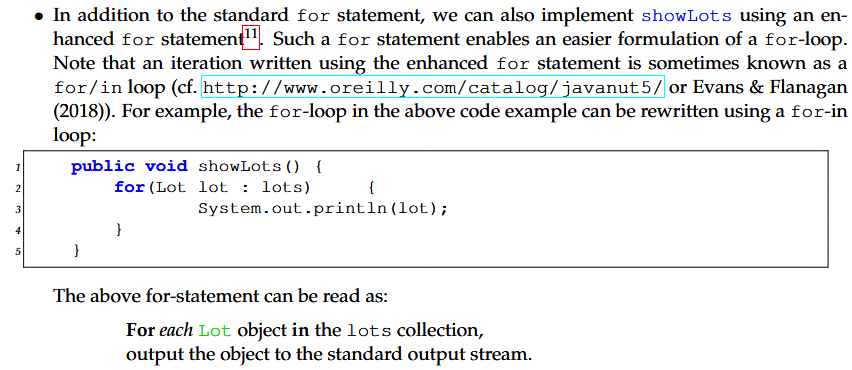 • In addition to the standard for statement, we can also implement showLots using an en-
hanced for statement11. Such a for statement enables an easier formulation of a for-loop.
Note that an iteration written using the enhanced for statement is sometimes known as a
for/in loop (cf. http://www.oreilly.com/catalog/javanut5/ or Evans & Flanagan
(2018)). For example, the for-loop in the above code example can be rewritten using a for-in
loop:
1 public void showLots() {
2 for(Lot lot : lots) {
3 System.out.println(lot);
4 }
5 }
The above for-statement can be read as:
For each Lot object in the lots collection,
output the object to the standard output stream.